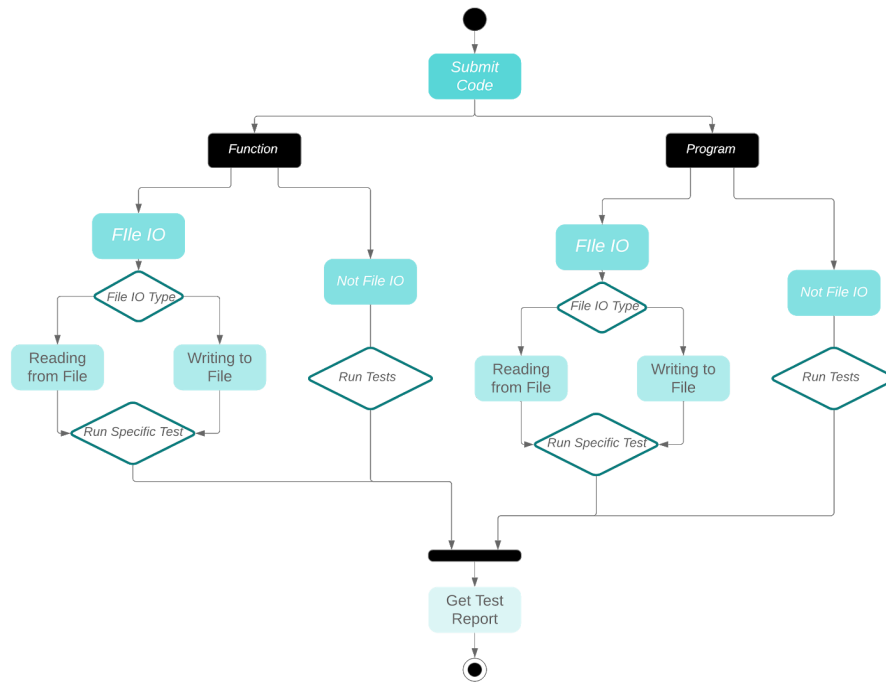 Submit
Code
Function
Program
FIle IO
FIle IO
Not File IO
Not File IO
File IO Type
File IO Type
Reading
from File
Writing to
File
Run Tests
Reading
from File
Writing to
File
Run Tests
Run Specific Test
Run Specific Test
Get Test
Report